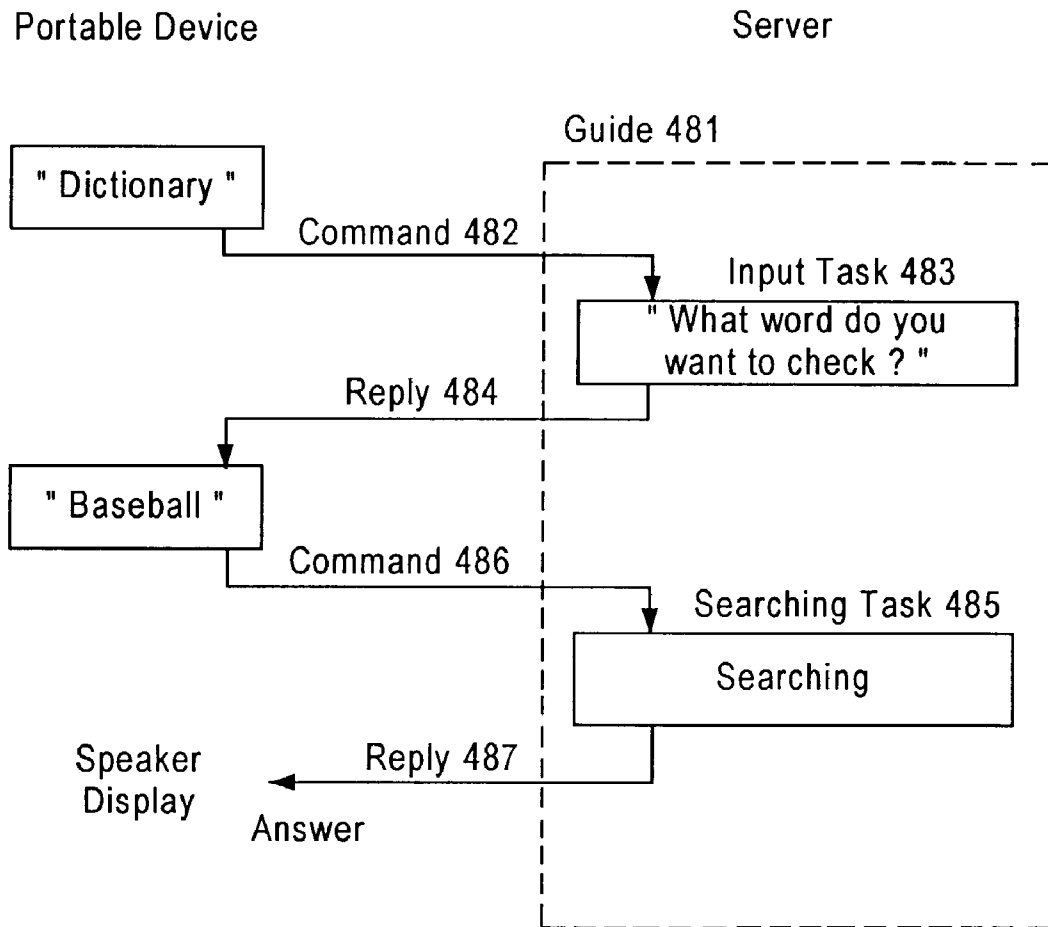 Portable Device
Server
Guide 481
" Dictionary "
Command 482
Input Task 483
" What word do you
want to check ? "
Reply 484
" Baseball "
Command 486
Searching Task 485
Searching
Reply 487
Speaker
Display
Answer